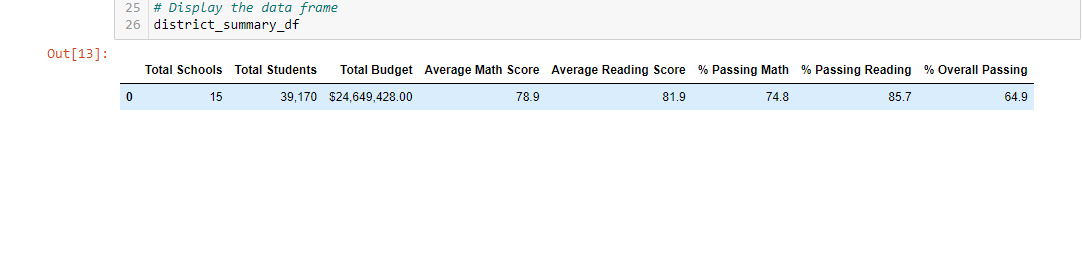 25 # Display the data frame
26 district_summary_df
Out[13]:
Total Schools Total Students Total Budget Average Math Score Average Reading Score % Passing Math % Passing Reading % Overall Passing
0 15 39,170 $24,649,428.00 78.9 81.9 74.8 85.7 64.9